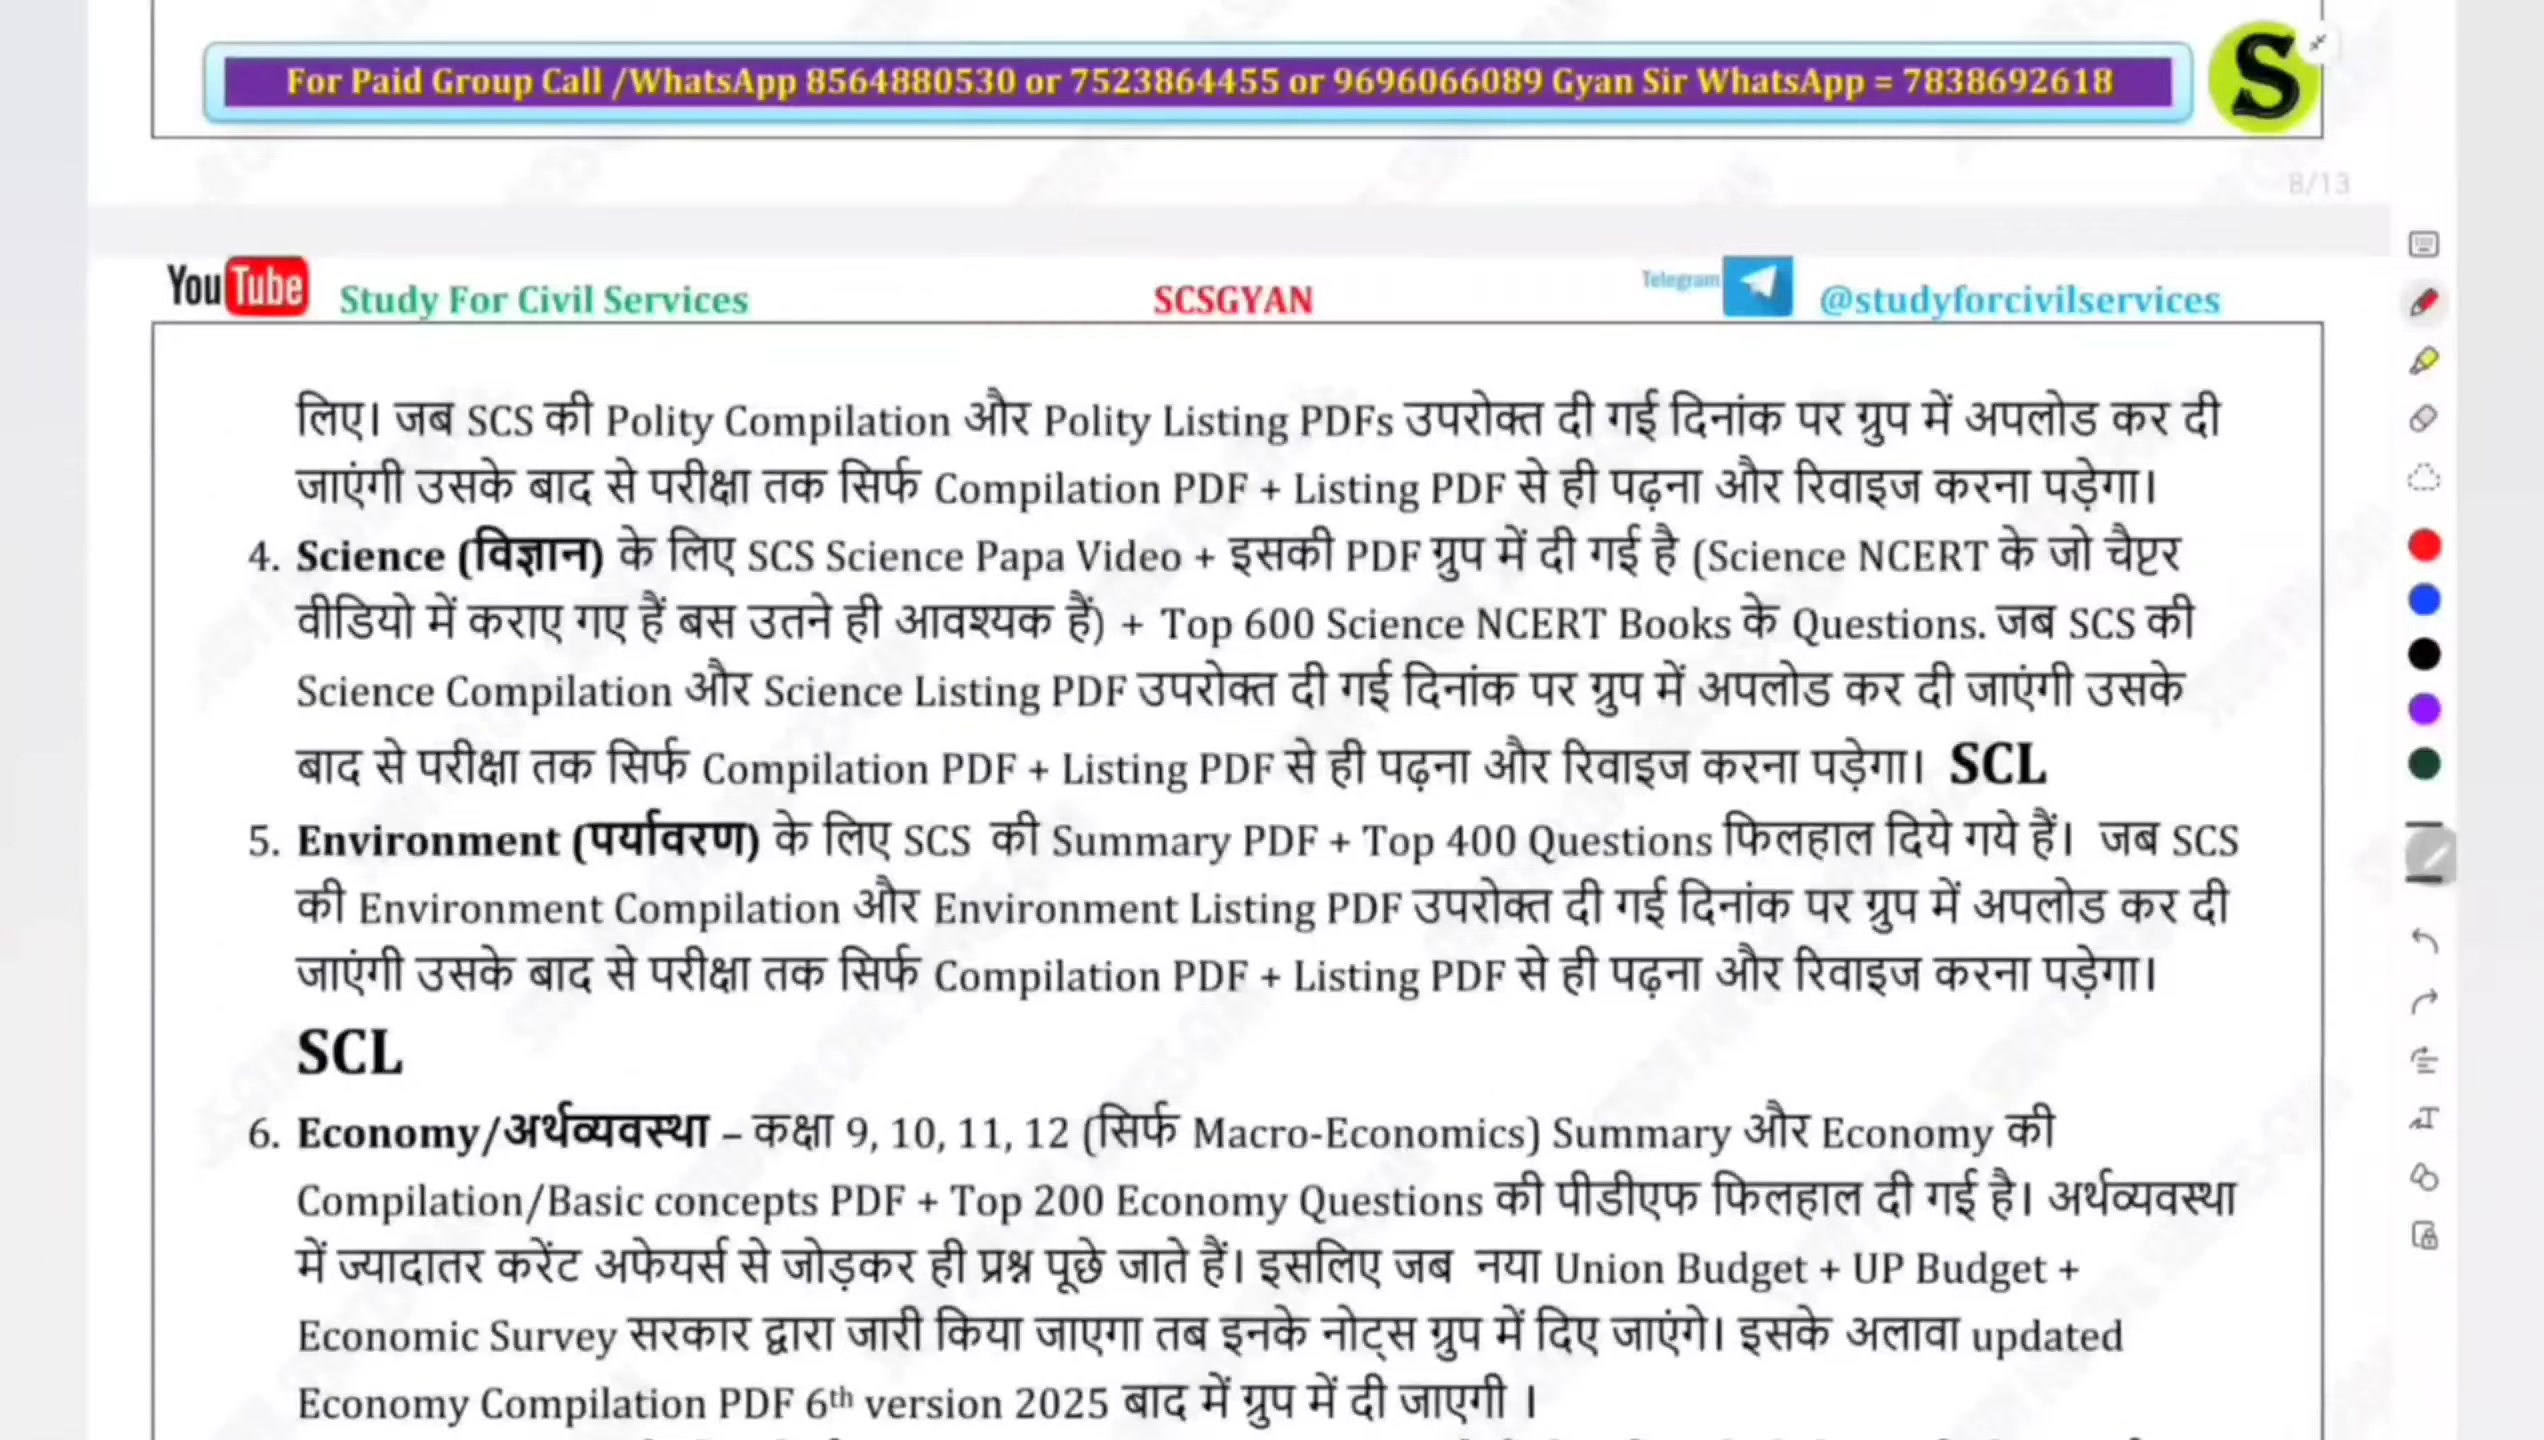 For Paid Group Call /WhatsApp 8564880530 or 7523864455 or 9696066089 Gyan Sir WhatsApp = 7838692618
S
8/13
YouTube Study For Civil Services SCSGYAN Telegram @studyforcivilservices
लिए। जब SCS की Polity Compilation और Polity Listing PDFs उपरोक्त दी गई दिनांक पर ग्रुप में अपलोड कर दी
जाएंगी उसके बाद से परीक्षा तक सिर्फ Compilation PDF + Listing PDF से ही पढ़ना और रिवाइज करना पड़ेगा।
4. Science (विज्ञान) के लिए SCS Science Papa Video + इसकी PDF ग्रुप में दी गई है (Science NCERT के जो चैप्टर
वीडियो में कराए गए हैं बस उतने ही आवश्यक हैं) + Top 600 Science NCERT Books के Questions. जब SCS की
Science Compilation और Science Listing PDF उपरोक्त दी गई दिनांक पर ग्रुप में अपलोड कर दी जाएंगी उसके
बाद से परीक्षा तक सिर्फ Compilation PDF + Listing PDF से ही पढ़ना और रिवाइज करना पड़ेगा। SCL
5. Environment (पर्यावरण) के लिए SCS की Summary PDF + Top 400 Questions फिलहाल दिये गये हैं। जब SCS
की Environment Compilation और Environment Listing PDF उपरोक्त दी गई दिनांक पर ग्रुप में अपलोड कर दी
जाएंगी उसके बाद से परीक्षा तक सिर्फ Compilation PDF + Listing PDF से ही पढ़ना और रिवाइज करना पड़ेगा।
SCL
6. Economy/अर्थव्यवस्था – कक्षा 9, 10, 11, 12 (सिर्फ Macro-Economics) Summary और Economy की
Compilation/Basic concepts PDF + Top 200 Economy Questions की पीडीएफ फिलहाल दी गई है। अर्थव्यवस्था
में ज्यादातर करेंट अफेयर्स से जोड़कर ही प्रश्न पूछे जाते हैं। इसलिए जब नया Union Budget + UP Budget +
Economic Survey सरकार द्वारा जारी किया जाएगा तब इनके नोट्स ग्रुप में दिए जाएंगे। इसके अलावा updated
Economy Compilation PDF 6th version 2025 बाद में ग्रुप में दी जाएगी ।